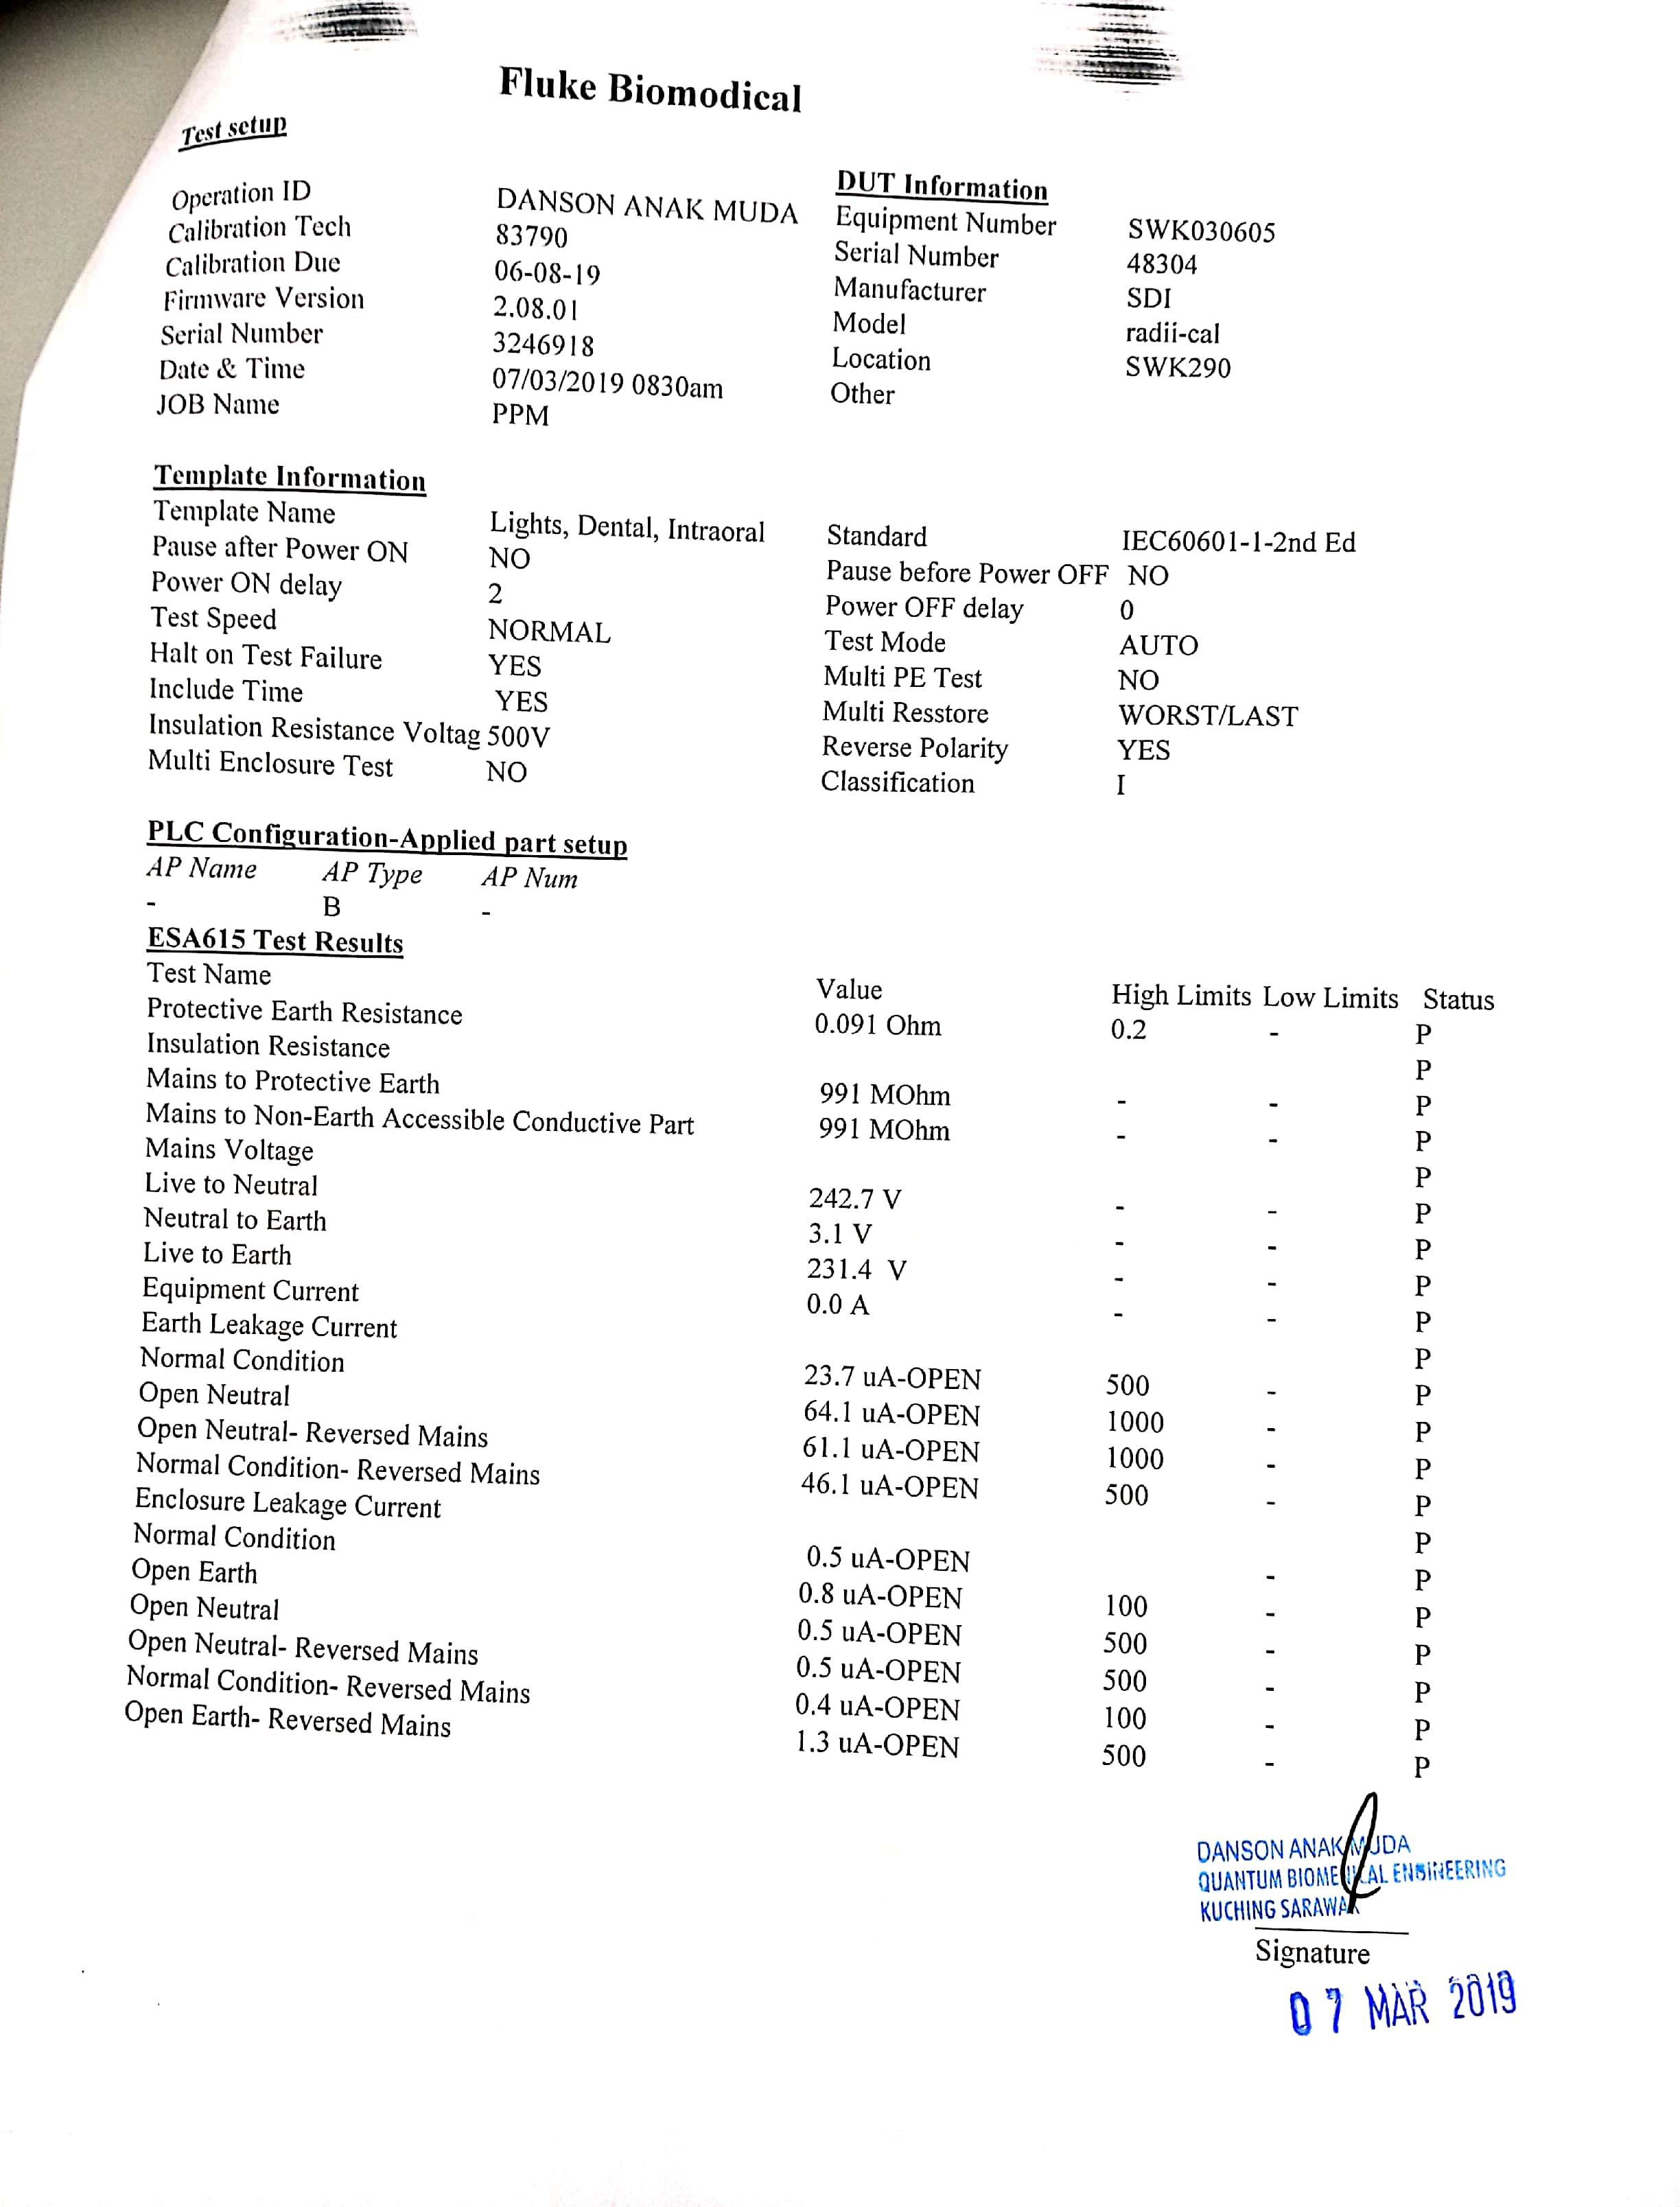 Fluke Biomodical
Test setup
DUT Information
Operation ID DANSON ANAK MUDA Equipment Number SWK030605
Calibration Tech 83790 Serial Number 48304
Calibration Due 06-08-19 Manufacturer SDI
Firmware Version 2.08.01 Model radii-cal
Serial Number 3246918 Location SWK290
Date & Time 07/03/2019 0830am Other
JOB Name PPM
Template Information
Template Name Lights, Dental, Intraoral Standard IEC60601-1-2nd Ed
Pause after Power ON NO Pause before Power OFF NO
Power ON delay 2 Power OFF delay 0
Test Speed NORMAL Test Mode AUTO
Halt on Test Failure YES Multi PE Test NO
Include Time YES Multi Resstore WORST/LAST
Insulation Resistance Voltag 500V Reverse Polarity YES
Multi Enclosure Test NO Classification I
PLC Configuration-Applied part setup
AP Name AP Type AP Num
- B -
ESA615 Test Results
Test Name Value High Limits Low Limits Status
Protective Earth Resistance 0.091 Ohm 0.2 - P
Insulation Resistance P
Mains to Protective Earth 991 MOhm - - P
Mains to Non-Earth Accessible Conductive Part 991 MOhm - - P
Mains Voltage P
Live to Neutral 242.7 V - - P
Neutral to Earth 3.1 V - - P
Live to Earth 231.4 V - - P
Equipment Current 0.0 A - - P
Earth Leakage Current P
Normal Condition 23.7 uA-OPEN 500 - P
Open Neutral 64.1 uA-OPEN 1000 - P
Open Neutral- Reversed Mains 61.1 uA-OPEN 1000 - P
Normal Condition- Reversed Mains 46.1 uA-OPEN 500 - P
Enclosure Leakage Current P
Normal Condition 0.5 uA-OPEN - P
Open Earth 0.8 uA-OPEN 100 - P
Open Neutral 0.5 uA-OPEN 500 - P
Open Neutral- Reversed Mains 0.5 uA-OPEN 500 - P
Normal Condition- Reversed Mains 0.4 uA-OPEN 100 - P
Open Earth- Reversed Mains 1.3 uA-OPEN 500 - P
DANSON ANAK MUDA
QUANTUM BIOMEDICAL ENGINEERING
KUCHING SARAWAK
Signature
07 MAR 2019